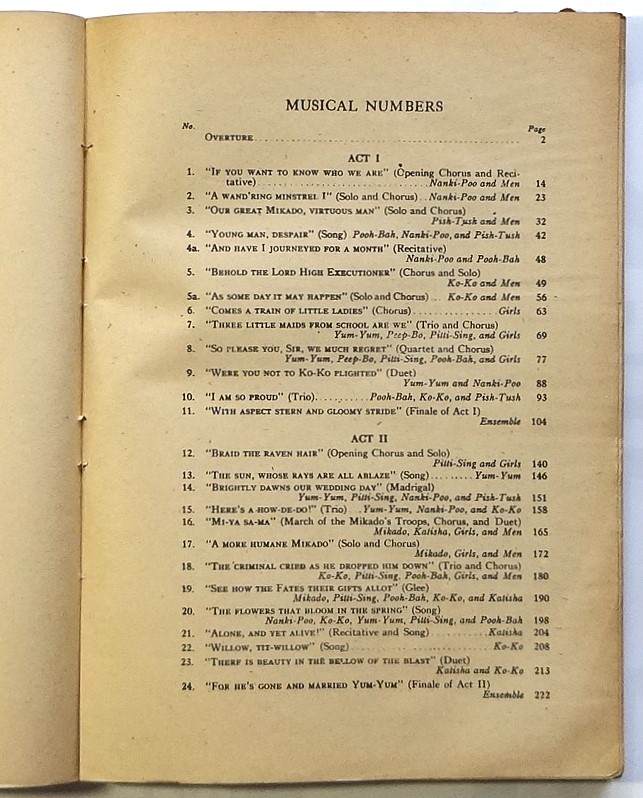 MUSICAL NUMBERS
No. Page
OVERTURE 2
ACT I
1. "IF YOU WANT TO KNOW WHO WE ARE" (Opening Chorus and Reci-
tative) Nanki-Poo and Men 14
2. "A WAND'RING MINSTREL I" (Solo and Chorus) Nanki-Poo and Men 23
3. "OUR GREAT MIKADO, VIRTUOUS MAN" (Solo and Chorus)
Pish-Tush and Men 32
4. "YOUNG MAN, DESPAIR" (Song) Pooh-Bah, Nanki-Poo, and Pish-Tush 42
4a. "AND HAVE I JOURNEYED FOR A MONTH" (Recitative)
Nanki-Poo and Pooh-Bah 48
5. "BEHOLD THE LORD HIGH EXECUTIONER" (Chorus and Solo)
Ko-Ko and Men 49
5a. "AS SOME DAY IT MAY HAPPEN" (Solo and Chorus) Ko-Ko and Men 56
6. "COMES A TRAIN OF LITTLE LADIES" (Chorus) Girls 63
7. "THREE LITTLE MAIDS FROM SCHOOL ARE WE" (Trio and Chorus)
Yum-Yum, Peep-Bo, Pitti-Sing, and Girls 69
8. "SO PLEASE YOU, SIR, WE MUCH REGRET" (Quartet and Chorus)
Yum-Yum, Peep-Bo, Pitti-Sing, Pooh-Bah, and Girls 77
9. "WERE YOU NOT TO KO-KO PLIGHTED" (Duet)
Yum-Yum and Nanki-Poo 88
10. "I AM SO PROUD" (Trio) Pooh-Bah, Ko-Ko, and Pish-Tush 93
11. "WITH ASPECT STERN AND GLOOMY STRIDE" (Finale of Act I)
Ensemble 104
ACT II
12. "BRAID THE RAVEN HAIR" (Opening Chorus and Solo)
Pitti-Sing and Girls 140
13. "THE SUN, WHOSE RAYS ARE ALL ABLAZE" (Song) Yum-Yum 146
14. "BRIGHTLY DAWNS OUR WEDDING DAY" (Madrigal)
Yum-Yum, Pitti-Sing, Nanki-Poo, and Pish-Tush 151
15. "HERE'S A HOW-DE-DO!" (Trio) Yum-Yum, Nanki-Poo, and Ko-Ko 158
16. "MI-YA SA-MA" (March of the Mikado's Troops, Chorus, and Duet)
Mikado, Katisha, Girls, and Men 165
17. "A MORE HUMANE MIKADO" (Solo and Chorus)
Mikado, Girls, and Men 172
18. "THE CRIMINAL CRIED AS HE DROPPED HIM DOWN" (Trio and Chorus)
Ko-Ko, Pitti-Sing, Pooh-Bah, Girls, and Men 180
19. "SEE HOW THE FATES THEIR GIFTS ALLOT" (Glee)
Mikado, Pitti-Sing, Pooh-Bah, Ko-Ko, and Katisha 190
20. "THE FLOWERS THAT BLOOM IN THE SPRING" (Song)
Nanki-Poo, Ko-Ko, Yum-Yum, Pitti-Sing, and Pooh-Bah 198
21. "ALONE, AND YET ALIVE!" (Recitative and Song) Katisha 204
22. "WILLOW, TIT-WILLOW" (Song) Ko-Ko 208
23. "THERE IS BEAUTY IN THE BELLOW OF THE BLAST" (Duet)
Katisha and Ko-Ko 213
24. "FOR HE'S GONE AND MARRIED YUM-YUM" (Finale of Act II)
Ensemble 222